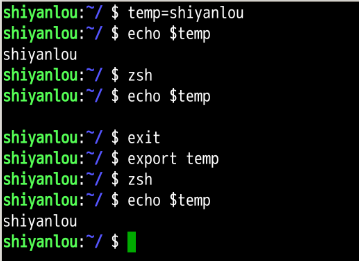 shiyanlou:~/ $ temp=shiyanlou
shiyanlou:~/ $ echo $temp
shiyanlou
shiyanlou:~/ $ zsh
shiyanlou:~/ $ echo $temp

shiyanlou:~/ $ exit
shiyanlou:~/ $ export temp
shiyanlou:~/ $ zsh
shiyanlou:~/ $ echo $temp
shiyanlou
shiyanlou:~/ $